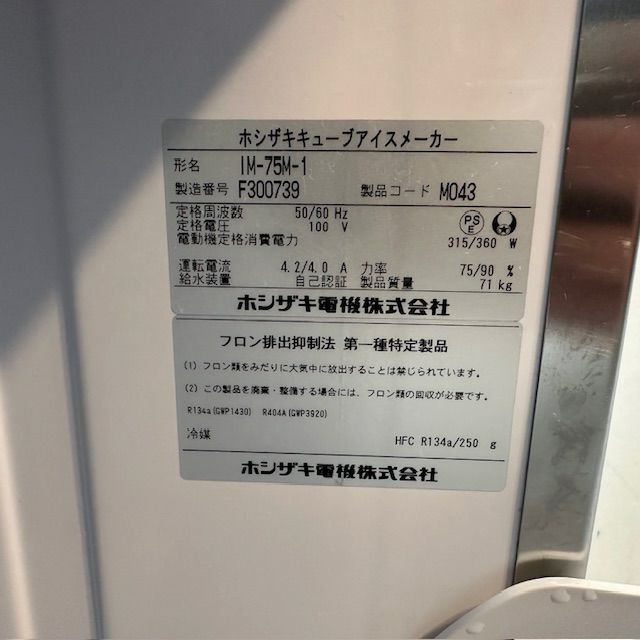 ホシザキキューブアイスメーカー
形名 IM-75M-1
製造番号 F300739 製品コード M043
定格周波数 50/60 Hz
定格電圧 100 V
電動機定格消費電力 315/360 W
PS
E
運転電流 4.2/4.0 A 力率 75/90 %
給水装置 自己認証 製品質量 71 kg
ホシザキ電機株式会社
フロン排出抑制法 第一種特定製品
(1) フロン類をみだりに大気中に放出することは禁じられています。
(2) この製品を廃棄・整備する場合には、フロン類の回収が必要です。
R134a(GWP1430) R404A(GWP3920)
冷媒 HFC R134a/250 g
ホシザキ電機株式会社